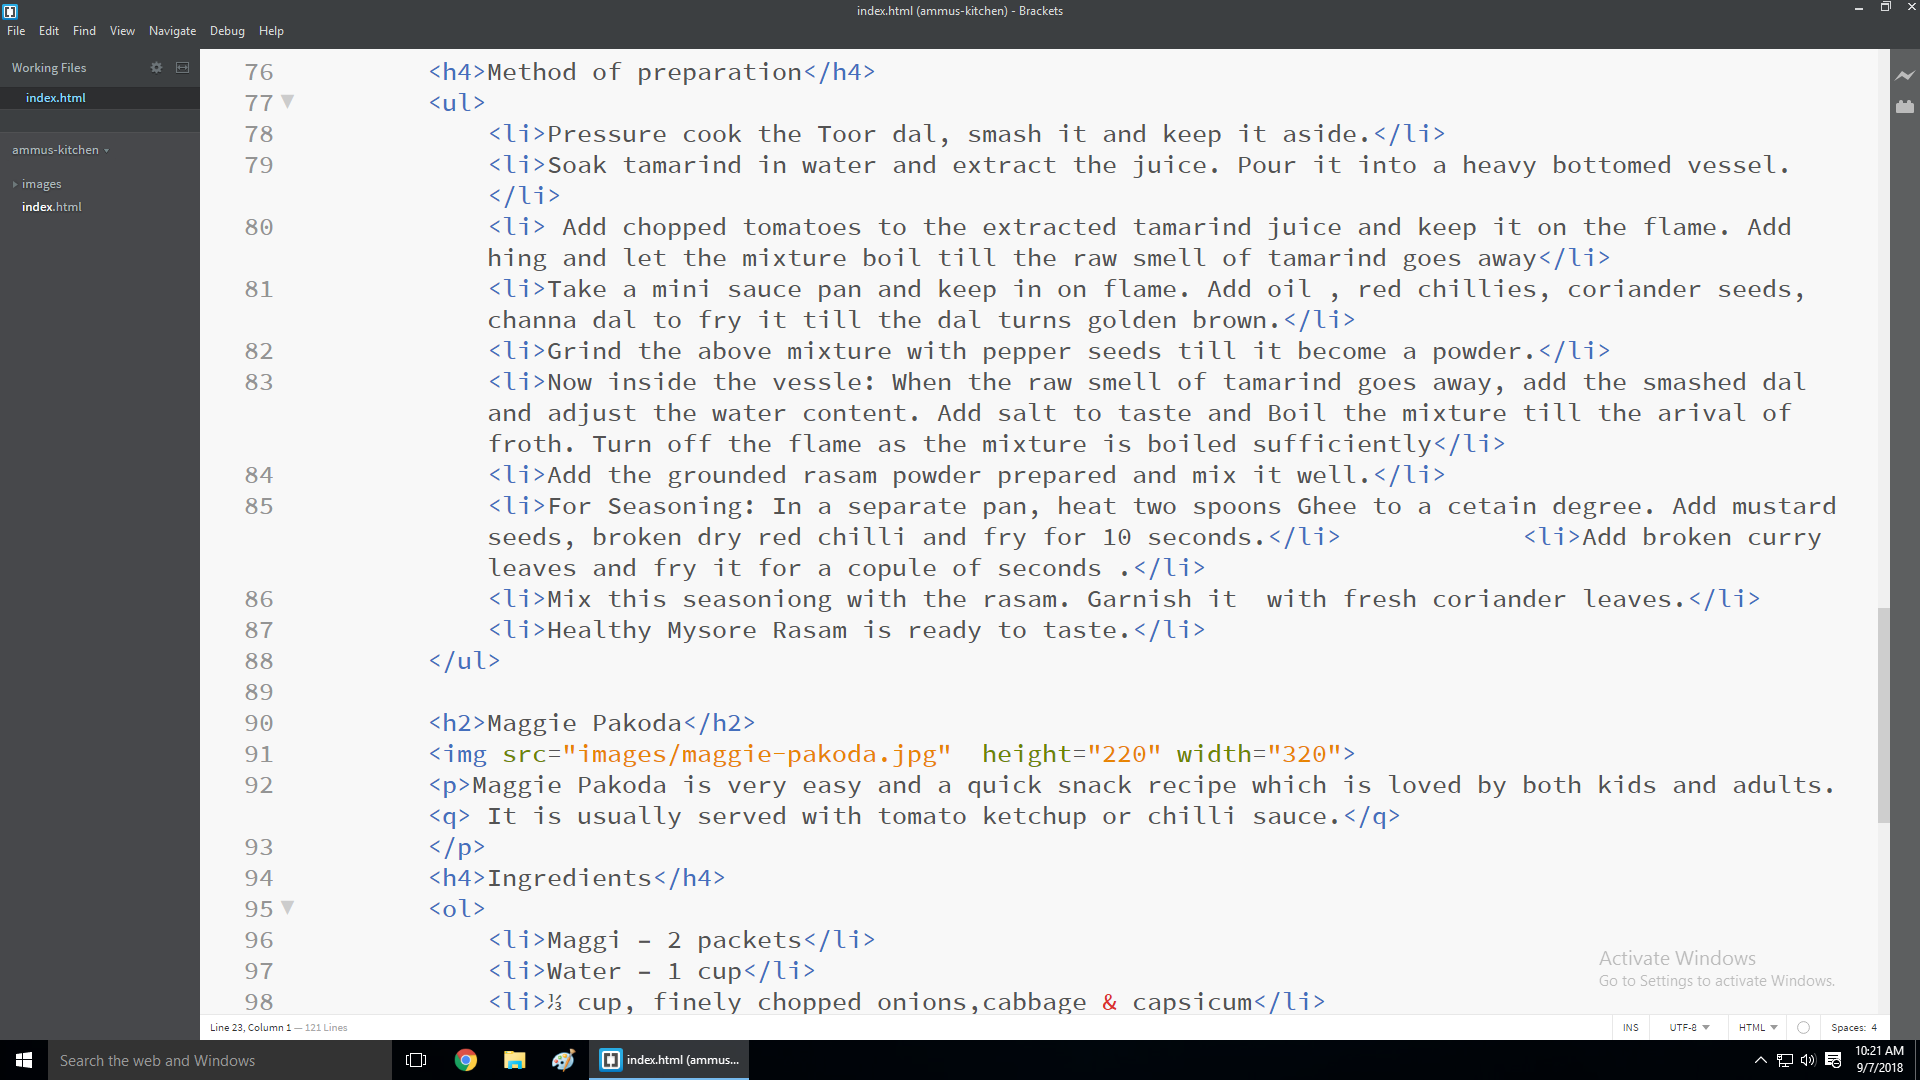 index.html (ammus-kitchen) - Brackets
File Edit Find View Navigate Debug Help
Working Files
index.html
ammus-kitchen
images
index.html
76 <h4>Method of preparation</h4>
77 <ul>
78 <li>Pressure cook the Toor dal, smash it and keep it aside.</li>
79 <li>Soak tamarind in water and extract the juice. Pour it into a heavy bottomed vessel.
</li>
80 <li> Add chopped tomatoes to the extracted tamarind juice and keep it on the flame. Add
hing and let the mixture boil till the raw smell of tamarind goes away</li>
81 <li>Take a mini sauce pan and keep in on flame. Add oil , red chillies, coriander seeds,
channa dal to fry it till the dal turns golden brown.</li>
82 <li>Grind the above mixture with pepper seeds till it become a powder.</li>
83 <li>Now inside the vessle: When the raw smell of tamarind goes away, add the smashed dal
and adjust the water content. Add salt to taste and Boil the mixture till the arival of
froth. Turn off the flame as the mixture is boiled sufficiently</li>
84 <li>Add the grounded rasam powder prepared and mix it well.</li>
85 <li>For Seasoning: In a separate pan, heat two spoons Ghee to a cetain degree. Add mustard
seeds, broken dry red chilli and fry for 10 seconds.</li> <li>Add broken curry
leaves and fry it for a copule of seconds .</li>
86 <li>Mix this seasoniong with the rasam. Garnish it  with fresh coriander leaves.</li>
87 <li>Healthy Mysore Rasam is ready to taste.</li>
88 </ul>
89
90 <h2>Maggie Pakoda</h2>
91 <img src="images/maggie-pakoda.jpg"  height="220" width="320">
92 <p>Maggie Pakoda is very easy and a quick snack recipe which is loved by both kids and adults.
<q> It is usually served with tomato ketchup or chilli sauce.</q>
93 </p>
94 <h4>Ingredients</h4>
95 <ol>
96 <li>Maggi – 2 packets</li>
97 <li>Water – 1 cup</li>
98 <li>⅓ cup, finely chopped onions,cabbage & capsicum</li>
Activate Windows
Go to Settings to activate Windows.
Line 23, Column 1 — 121 Lines
INS UTF-8 HTML Spaces: 4
Search the web and Windows
index.html (ammus...
10:21 AM
9/7/2018